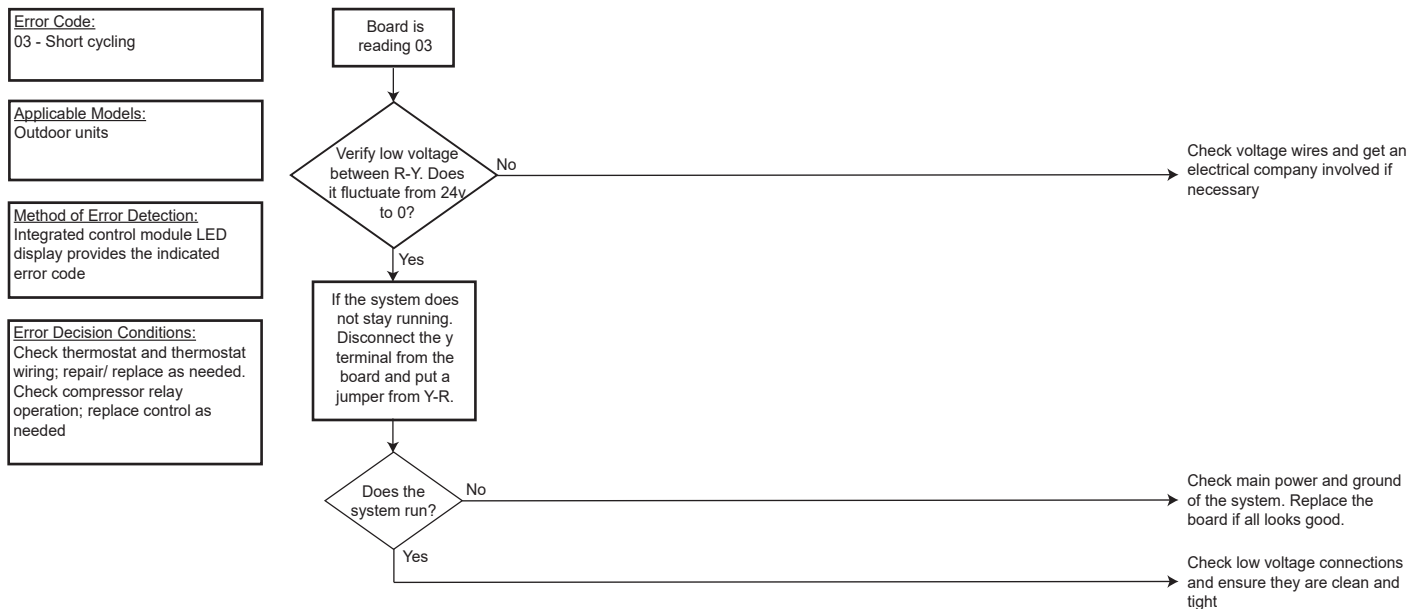 Error Code:
03 - Short cycling
Applicable Models:
Outdoor units
Method of Error Detection:
Integrated control module LED
display provides the indicated
error code
Error Decision Conditions:
Check thermostat and thermostat
wiring; repair/ replace as needed.
Check compressor relay
operation; replace control as
needed
Board is
reading 03
Verify low voltage
between R-Y. Does
it fluctuate from 24v
to 0?
No
Check voltage wires and get an
electrical company involved if
necessary
Yes
If the system does
not stay running.
Disconnect the y
terminal from the
board and put a
jumper from Y-R.
Does the
system run?
No
Check main power and ground
of the system. Replace the
board if all looks good.
Yes
Check low voltage connections
and ensure they are clean and
tight